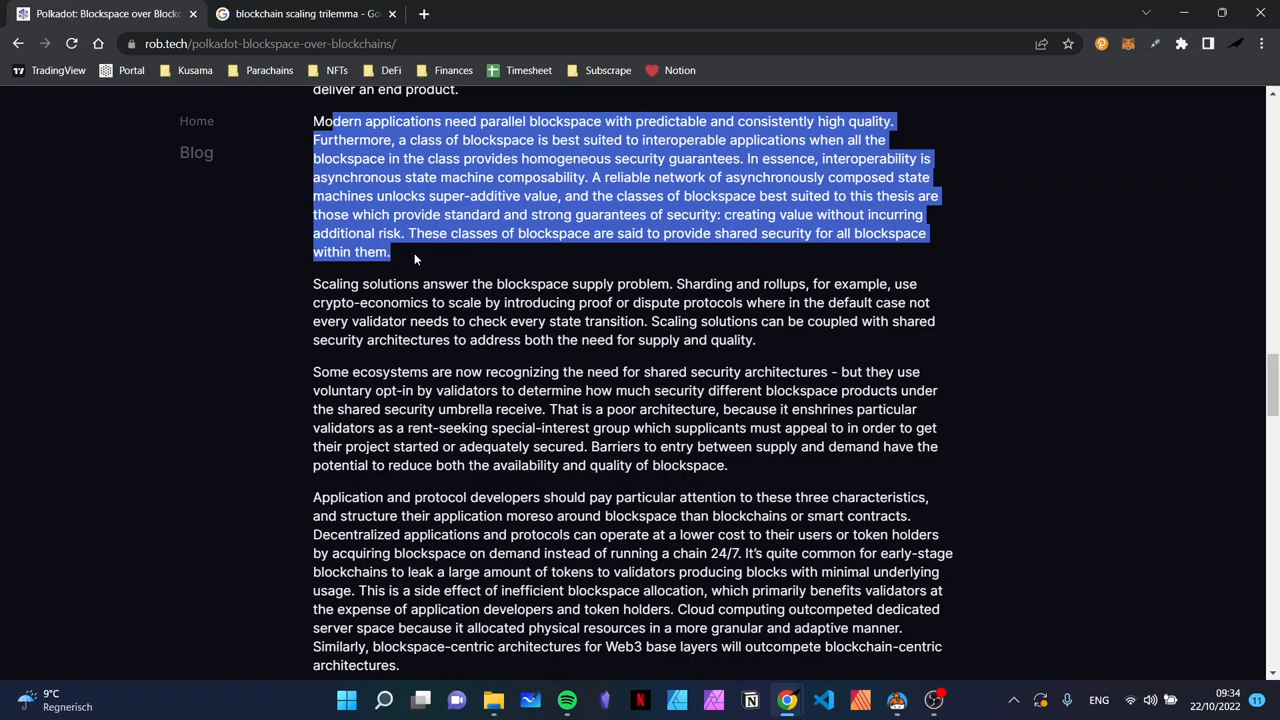 Polkadot: Blockspace over Blockc
blockchain scaling trilemma - Go
rob.tech/polkadot-blockspace-over-blockchains/
TradingView
Portal
Kusama
Parachains
NFTs
DeFi
Finances
Timesheet
Subscrape
Notion
deliver an end product.
Home
Blog
Modern applications need parallel blockspace with predictable and consistently high quality.
Furthermore, a class of blockspace is best suited to interoperable applications when all the
blockspace in the class provides homogeneous security guarantees. In essence, interoperability is
asynchronous state machine composability. A reliable network of asynchronously composed state
machines unlocks super-additive value, and the classes of blockspace best suited to this thesis are
those which provide standard and strong guarantees of security: creating value without incurring
additional risk. These classes of blockspace are said to provide shared security for all blockspace
within them.
Scaling solutions answer the blockspace supply problem. Sharding and rollups, for example, use
crypto-economics to scale by introducing proof or dispute protocols where in the default case not
every validator needs to check every state transition. Scaling solutions can be coupled with shared
security architectures to address both the need for supply and quality.
Some ecosystems are now recognizing the need for shared security architectures - but they use
voluntary opt-in by validators to determine how much security different blockspace products under
the shared security umbrella receive. That is a poor architecture, because it enshrines particular
validators as a rent-seeking special-interest group which supplicants must appeal to in order to get
their project started or adequately secured. Barriers to entry between supply and demand have the
potential to reduce both the availability and quality of blockspace.
Application and protocol developers should pay particular attention to these three characteristics,
and structure their application moreso around blockspace than blockchains or smart contracts.
Decentralized applications and protocols can operate at a lower cost to their users or token holders
by acquiring blockspace on demand instead of running a chain 24/7. It's quite common for early-stage
blockchains to leak a large amount of tokens to validators producing blocks with minimal underlying
usage. This is a side effect of inefficient blockspace allocation, which primarily benefits validators at
the expense of application developers and token holders. Cloud computing outcompeted dedicated
server space because it allocated physical resources in a more granular and adaptive manner.
Similarly, blockspace-centric architectures for Web3 base layers will outcompete blockchain-centric
architectures.
9°C
Regnerisch
ENG
09:34
22/10/2022
11